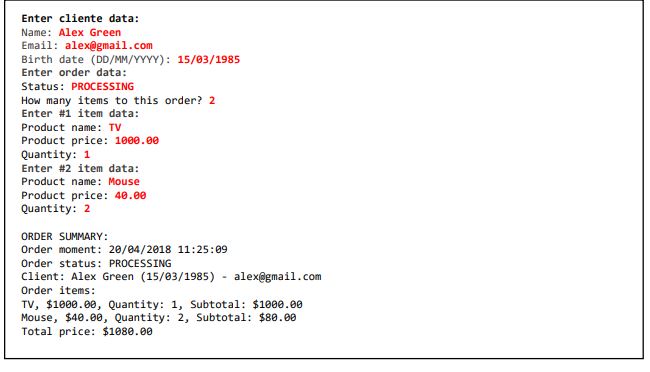 Enter cliente data:
Name: Alex Green
Email: alex@gmail.com
Birth date (DD/MM/YYYY): 15/03/1985
Enter order data:
Status: PROCESSING
How many items to this order? 2
Enter #1 item data:
Product name: TV
Product price: 1000.00
Quantity: 1
Enter #2 item data:
Product name: Mouse
Product price: 40.00
Quantity: 2
ORDER SUMMARY:
Order moment: 20/04/2018 11:25:09
Order status: PROCESSING
Client: Alex Green (15/03/1985) - alex@gmail.com
Order items:
TV, $1000.00, Quantity: 1, Subtotal: $1000.00
Mouse, $40.00, Quantity: 2, Subtotal: $80.00
Total price: $1080.00